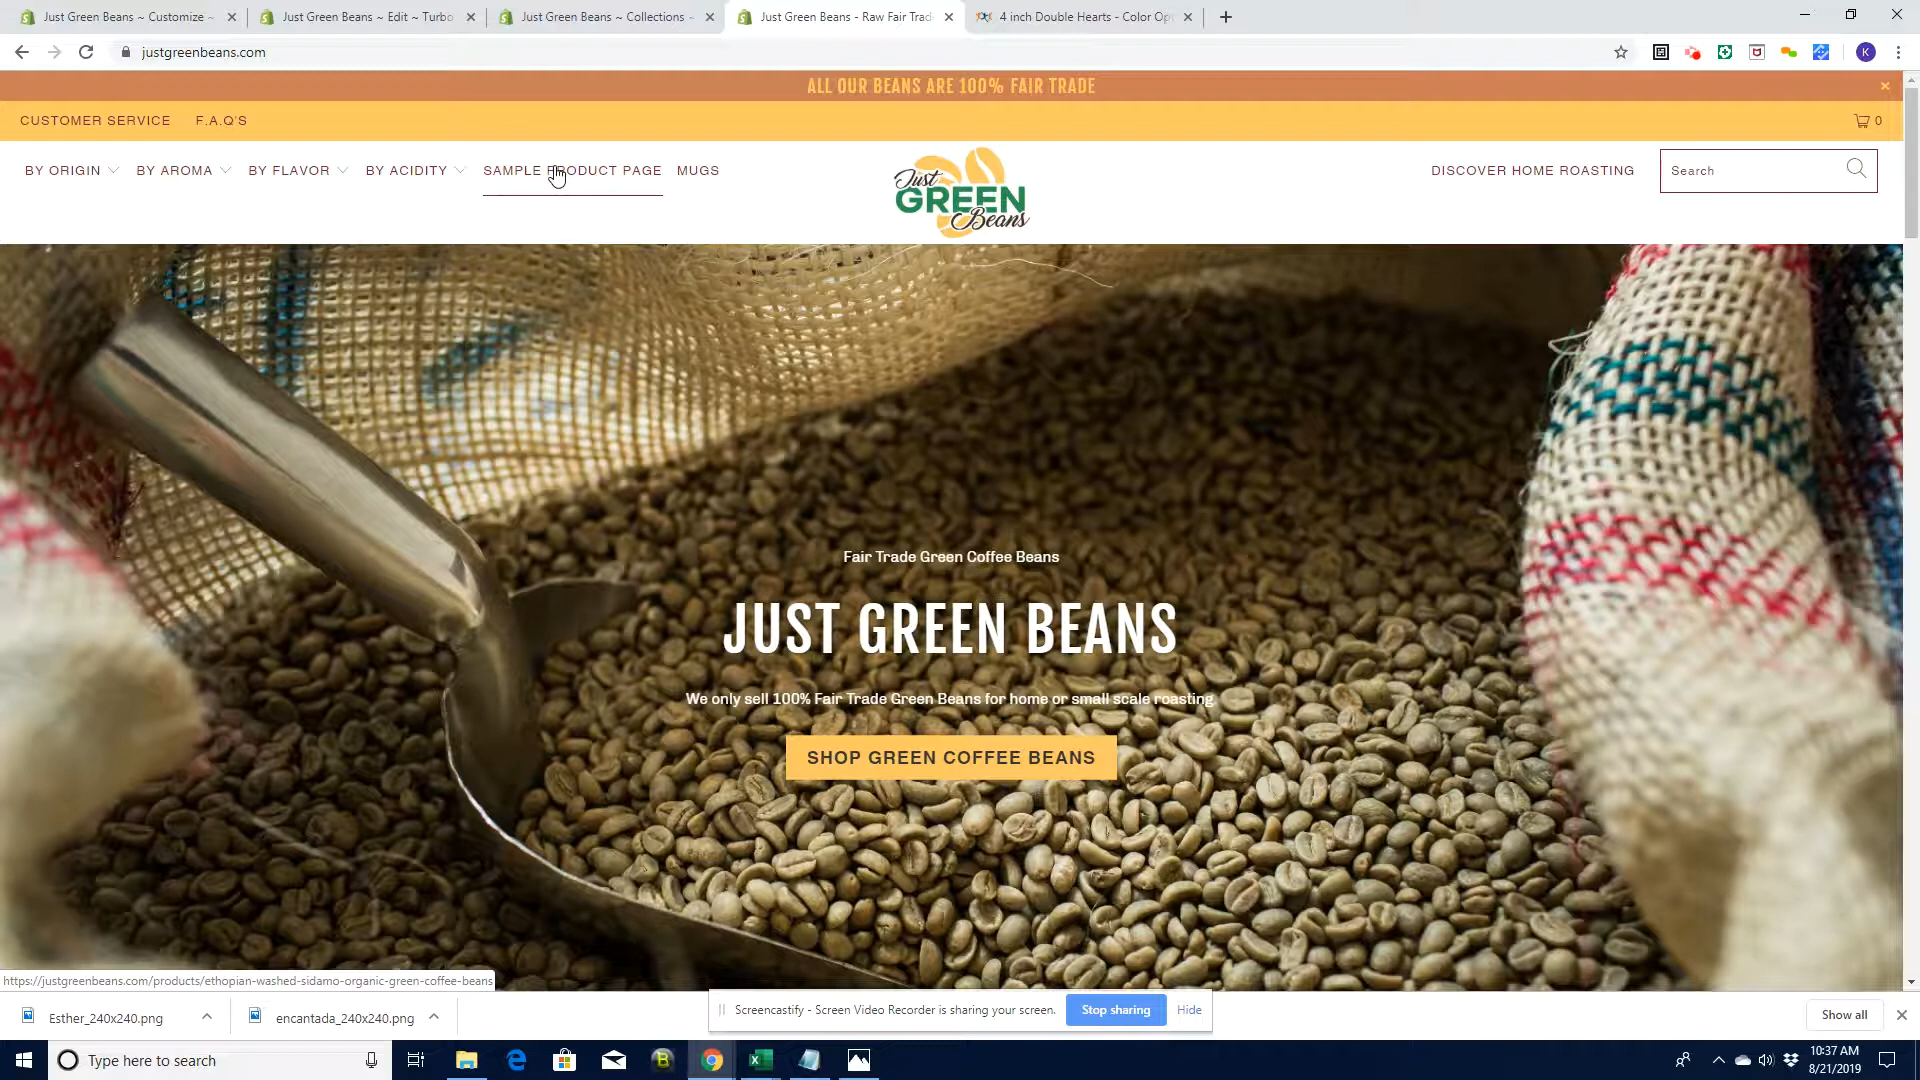 Just Green Beans ~ Customize ~
Just Green Beans ~ Edit ~ Turbo
Just Green Beans ~ Collections ~
Just Green Beans - Raw Fair Trad
4 inch Double Hearts - Color Op
justgreenbeans.com
K
ALL OUR BEANS ARE 100% FAIR TRADE
CUSTOMER SERVICE F.A.Q'S
0
BY ORIGIN BY AROMA BY FLAVOR BY ACIDITY SAMPLE PRODUCT PAGE MUGS
DISCOVER HOME ROASTING
Search
Just
GREEN
Beans
Fair Trade Green Coffee Beans
JUST GREEN BEANS
We only sell 100% Fair Trade Green Beans for home or small scale roasting
SHOP GREEN COFFEE BEANS
https://justgreenbeans.com/products/ethopian-washed-sidamo-organic-green-coffee-beans
Esther_240x240.png
encantada_240x240.png
Screencastify - Screen Video Recorder is sharing your screen.
Stop sharing
Hide
Show all
Type here to search
10:37 AM
8/21/2019